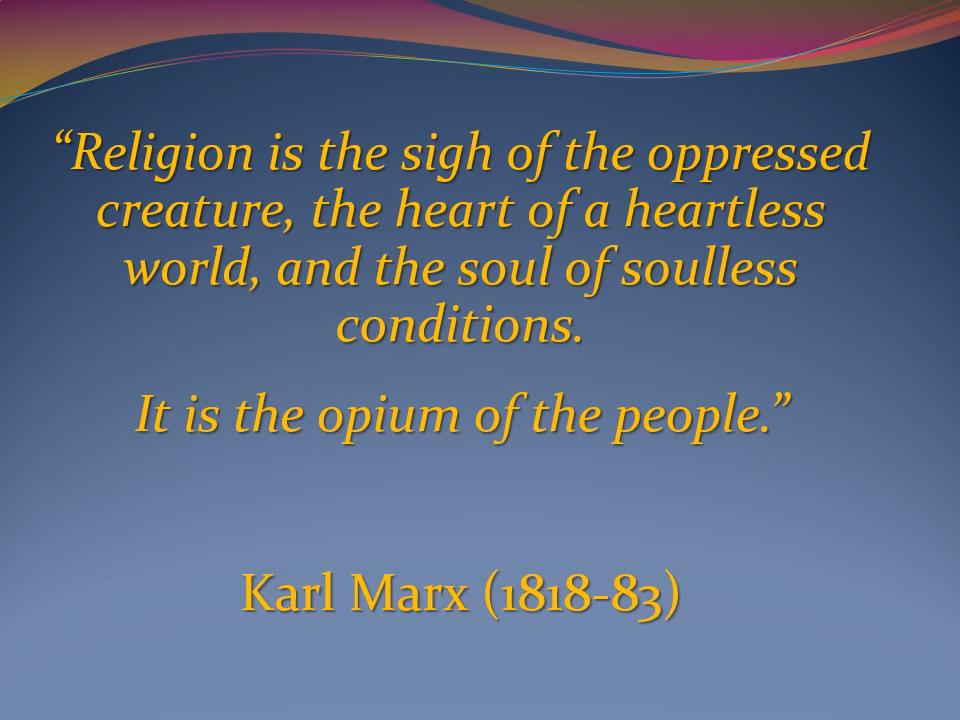 “Religion is the sigh of the oppressed
creature, the heart of a heartless
world, and the soul of soulless
conditions.
It is the opium of the people.”
Karl Marx (1818-83)